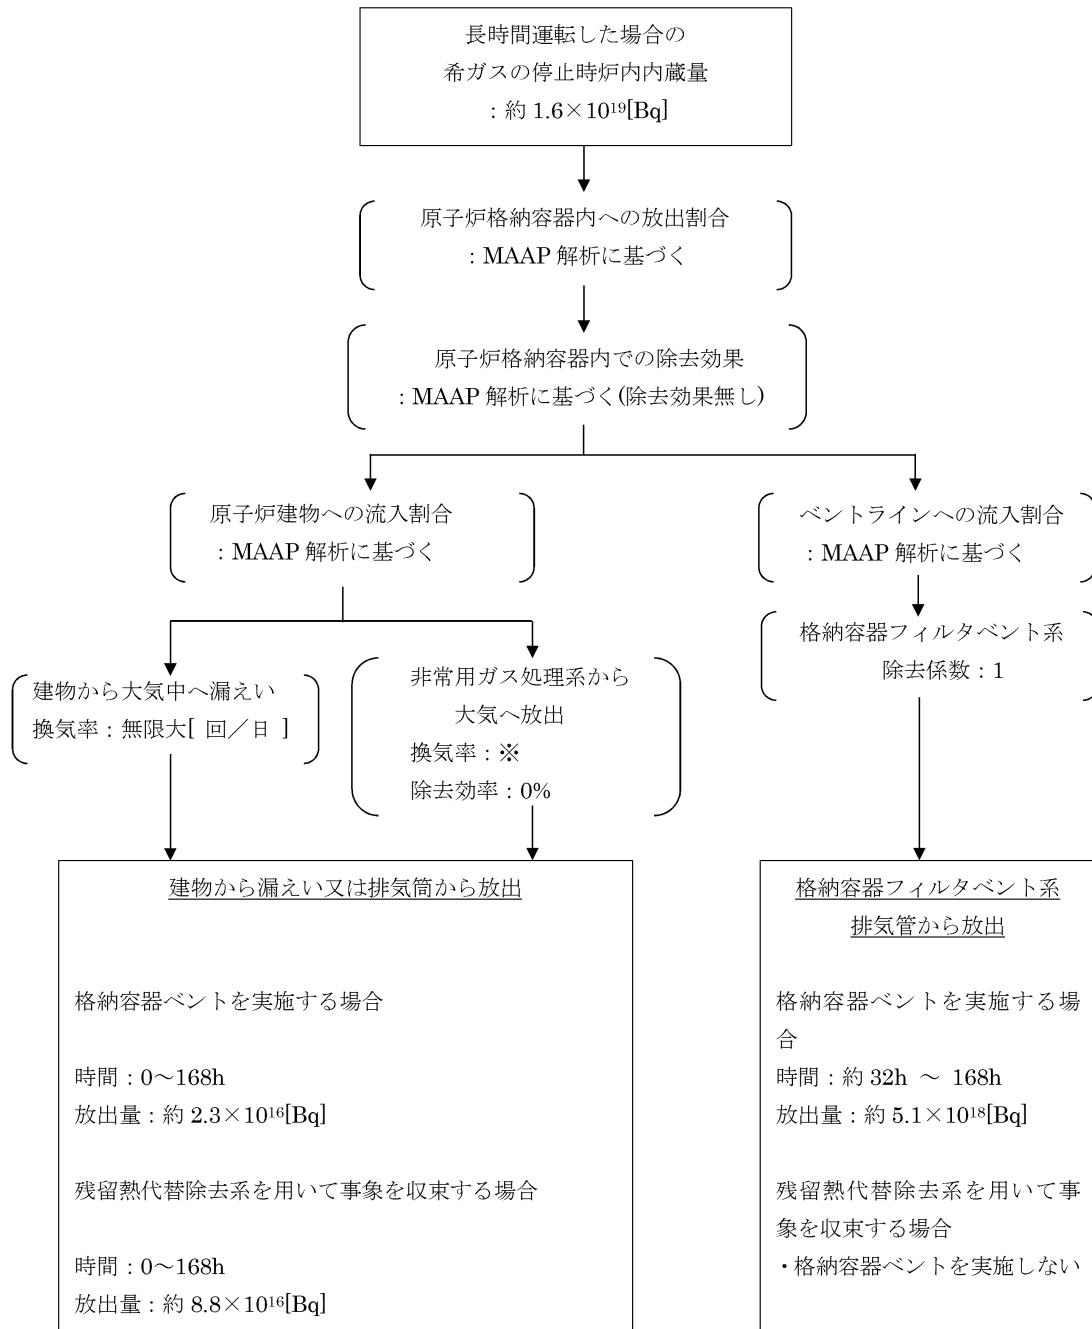 長時間運転した場合の
希ガスの停止時炉内内蔵量
：約 1.6×10¹⁹[Bq]
原子炉格納容器内への放出割合
：MAAP 解析に基づく
原子炉格納容器内での除去効果
：MAAP 解析に基づく(除去効果無し)
原子炉建物への流入割合
：MAAP 解析に基づく
ベントラインへの流入割合
：MAAP 解析に基づく
格納容器フィルタベント系
除去係数：1
建物から大気中へ漏えい
換気率：無限大[ 回／日 ]
非常用ガス処理系から
大気へ放出
換気率：※
除去効率：0%
建物から漏えい又は排気筒から放出
格納容器ベントを実施する場合
時間：0～168h
放出量：約 2.3×10¹⁶[Bq]
残留熱代替除去系を用いて事象を収束する場合
時間：0～168h
放出量：約 8.8×10¹⁶[Bq]
格納容器フィルタベント系
排気管から放出
格納容器ベントを実施する場
合
時間：約 32h ～ 168h
放出量：約 5.1×10¹⁸[Bq]
残留熱代替除去系を用いて事
象を収束する場合
・格納容器ベントを実施しない